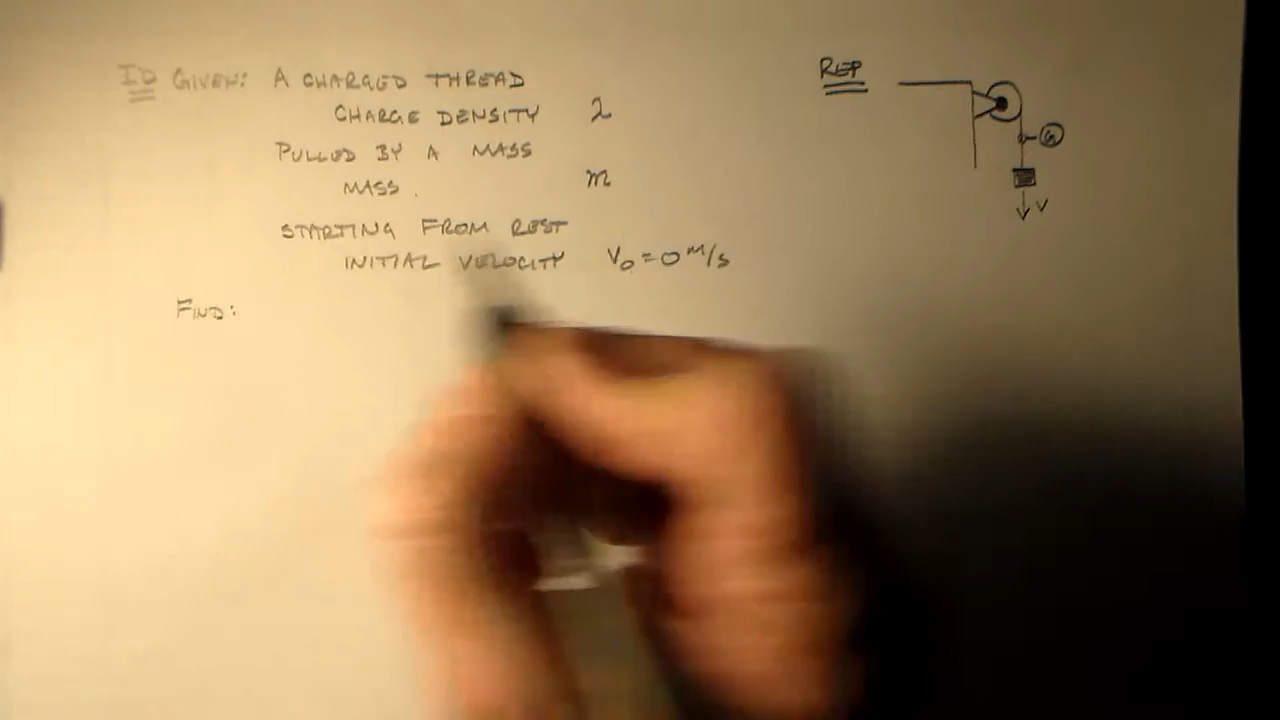 ID GIVEN: A CHARGED THREAD
CHARGE DENSITY λ
PULLED BY A MASS
MASS. m
STARTING FROM REST
INITIAL VELOCITY V₀ = 0 m/s
FIND:
REP
V